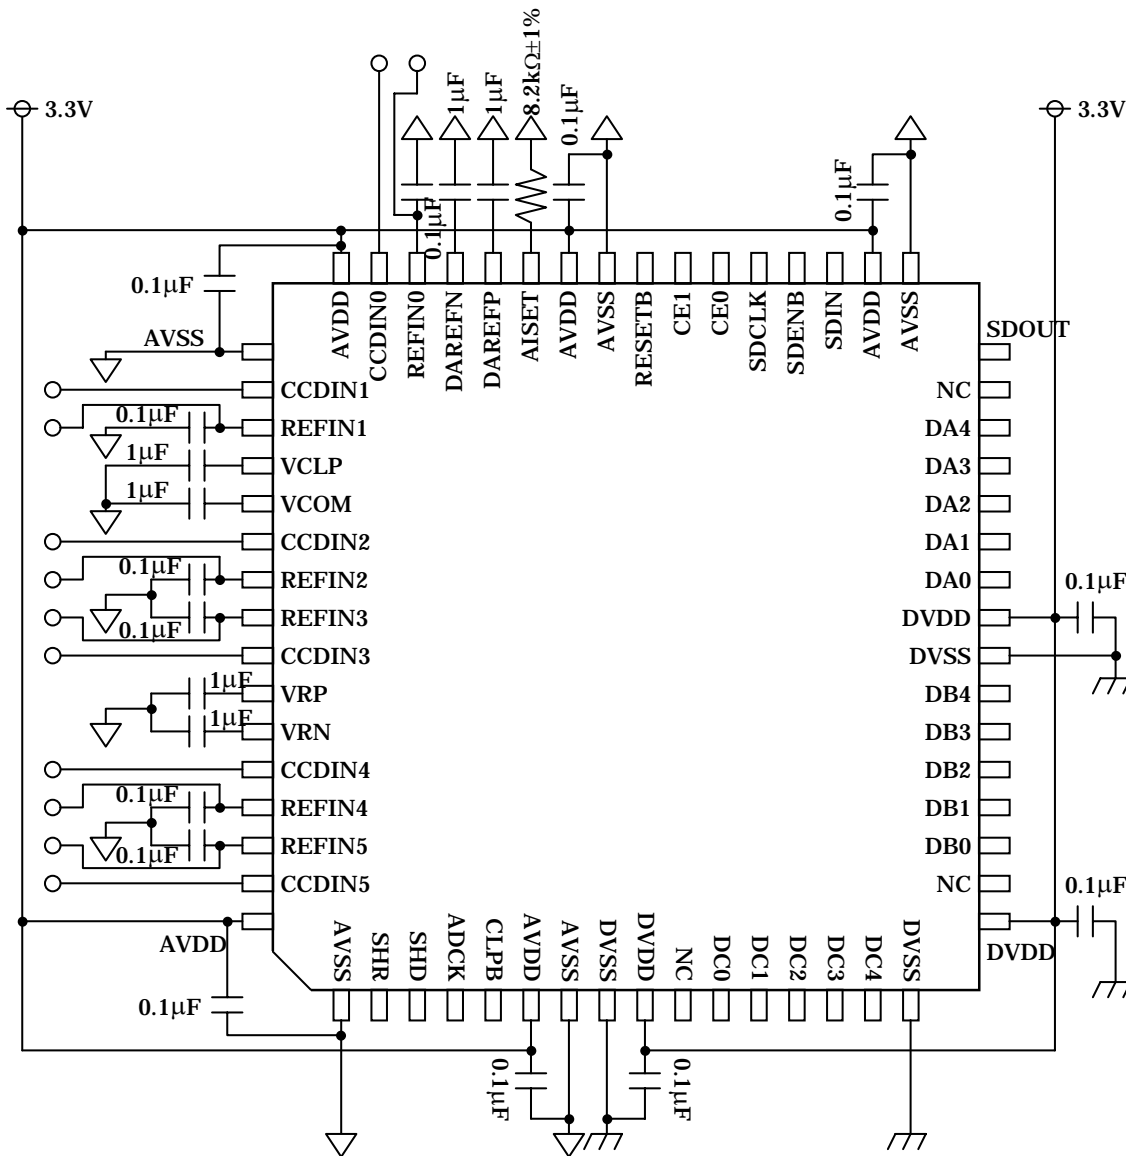 3.3V
1µF
1µF
8.2kΩ±1%
0.1µF
3.3V
0.1µF
0.1µF
0.1µF
AVDD
CCDIN0
REFIN0
DAREFN
DAREFP
AISET
AVDD
AVSS
RESETB
CE1
CE0
SDCLK
SDENB
SDIN
AVDD
AVSS
AVSS
SDOUT
CCDIN1
NC
0.1µF
REFIN1
DA4
1µF
VCLP
DA3
1µF
VCOM
DA2
CCDIN2
DA1
0.1µF
REFIN2
DA0
0.1µF
0.1µF
REFIN3
DVDD
CCDIN3
DVSS
1µF
VRP
DB4
1µF
VRN
DB3
CCDIN4
DB2
0.1µF
REFIN4
DB1
0.1µF
REFIN5
DB0
CCDIN5
NC
0.1µF
AVDD
DVDD
AVSS
SHR
SHD
ADCK
CLPB
AVDD
AVSS
DVSS
DVDD
NC
DC0
DC1
DC2
DC3
DC4
DVSS
0.1µF
0.1µF
0.1µF